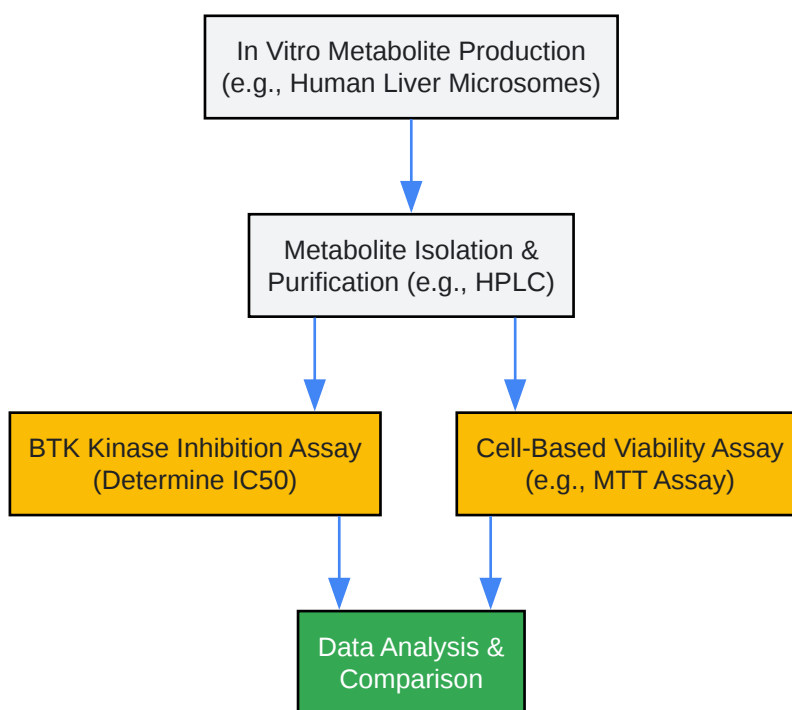 In Vitro Metabolite Production
(e.g., Human Liver Microsomes)
Metabolite Isolation &
Purification (e.g., HPLC)
BTK Kinase Inhibition Assay
(Determine IC50)
Cell-Based Viability Assay
(e.g., MTT Assay)
Data Analysis &
Comparison